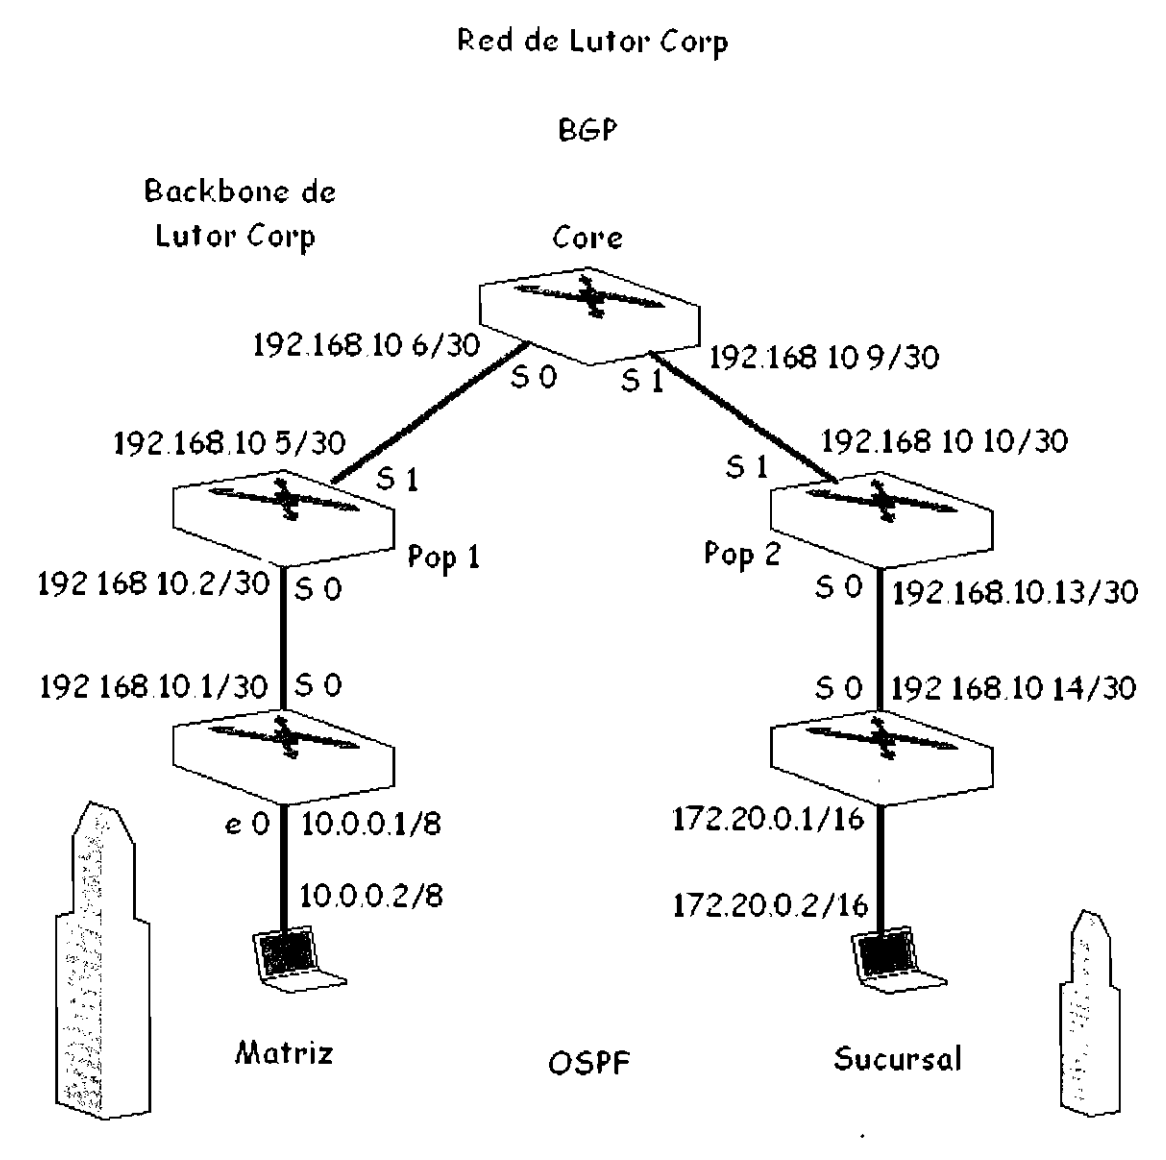 Red de Lutor Corp
BGP
Backbone de
Lutor Corp
Core
192.168.10 6/30
S 0
S 1
192.168 10 9/30
192.168.10 5/30
S 1
S 1
192.168 10 10/30
Pop 1
Pop 2
192 168 10.2/30
S 0
S 0
192.168.10.13/30
192 168.10.1/30
S 0
S 0
192 168.10 14/30
e 0
10.0.0.1/8
172.20.0.1/16
10.0.0.2/8
172.20.0.2/16
Matriz
OSPF
Sucursal